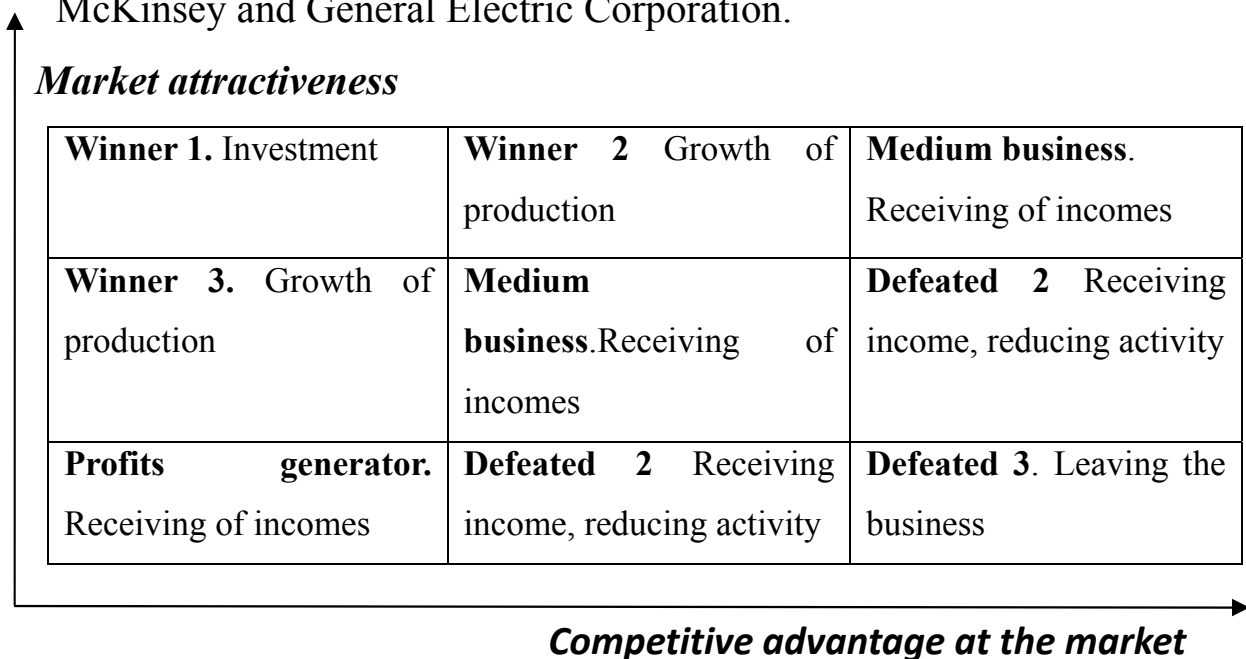 McKinsey and General Electric Corporation.
Market attractiveness
Winner 1. Investment
Winner 2 Growth of
production
Medium business.
Receiving of incomes
Winner 3. Growth of
production
Medium
business.Receiving of
incomes
Defeated 2 Receiving
income, reducing activity
Profits generator.
Receiving of incomes
Defeated 2 Receiving
income, reducing activity
Defeated 3. Leaving the
business
Competitive advantage at the market